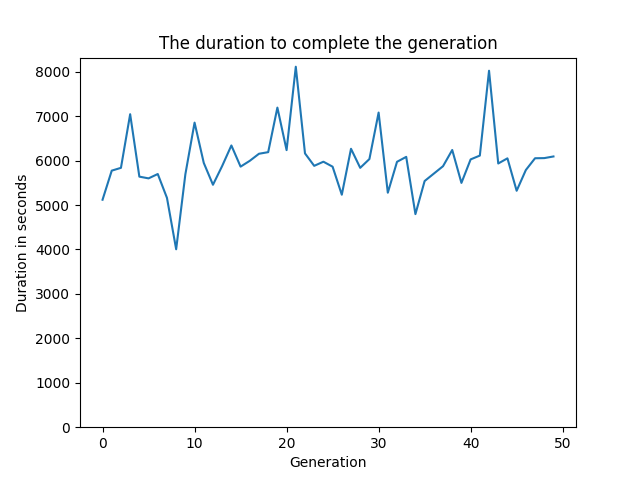 The duration to complete the generation
8000
7000
6000
5000
4000
3000
2000
1000
0
Duration in seconds
0 10 20 30 40 50
Generation